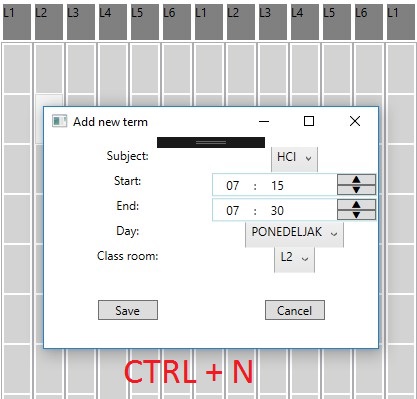 L1 L2 L3 L4 L5 L6 L1 L2 L3 L4 L5 L6 L1
Add new term
Subject: HCI
Start: 07 : 15
End: 07 : 30
Day: PONEDELJAK
Class room: L2
Save Cancel
CTRL + N